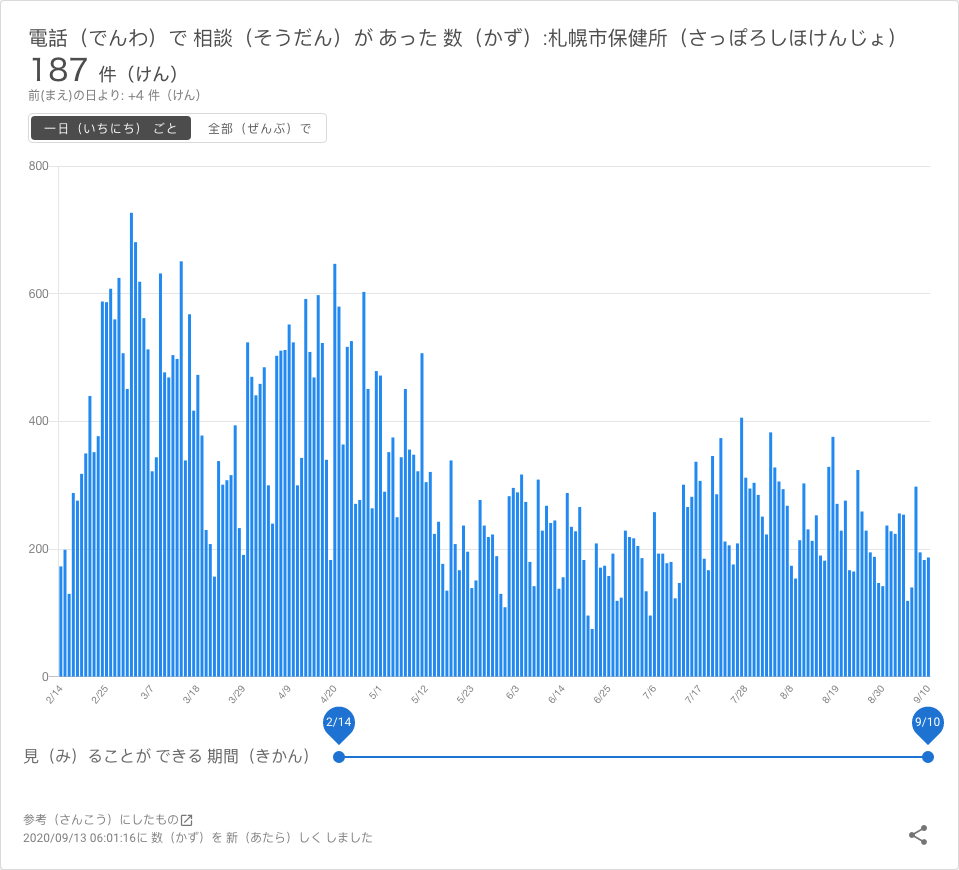 電話（でんわ）で 相談（そうだん）が あった 数（かず）:札幌市保健所（さっぽろしほけんじょ）
187 件（けん）
前(まえ)の日より: +4 件（けん）
一日（いちにち） ごと 全部（ぜんぶ）で
800
600
400
200
0
2/14 2/25 3/7 3/18 3/29 4/9 4/20 5/1 5/12 5/23 6/3 6/14 6/25 7/6 7/17 7/28 8/8 8/19 8/30 9/10
2/14 9/10
見（み）ることが できる 期間（きかん）
参考（さんこう）にしたもの
2020/09/13 06:01:16に 数（かず）を 新（あたら）しく しました